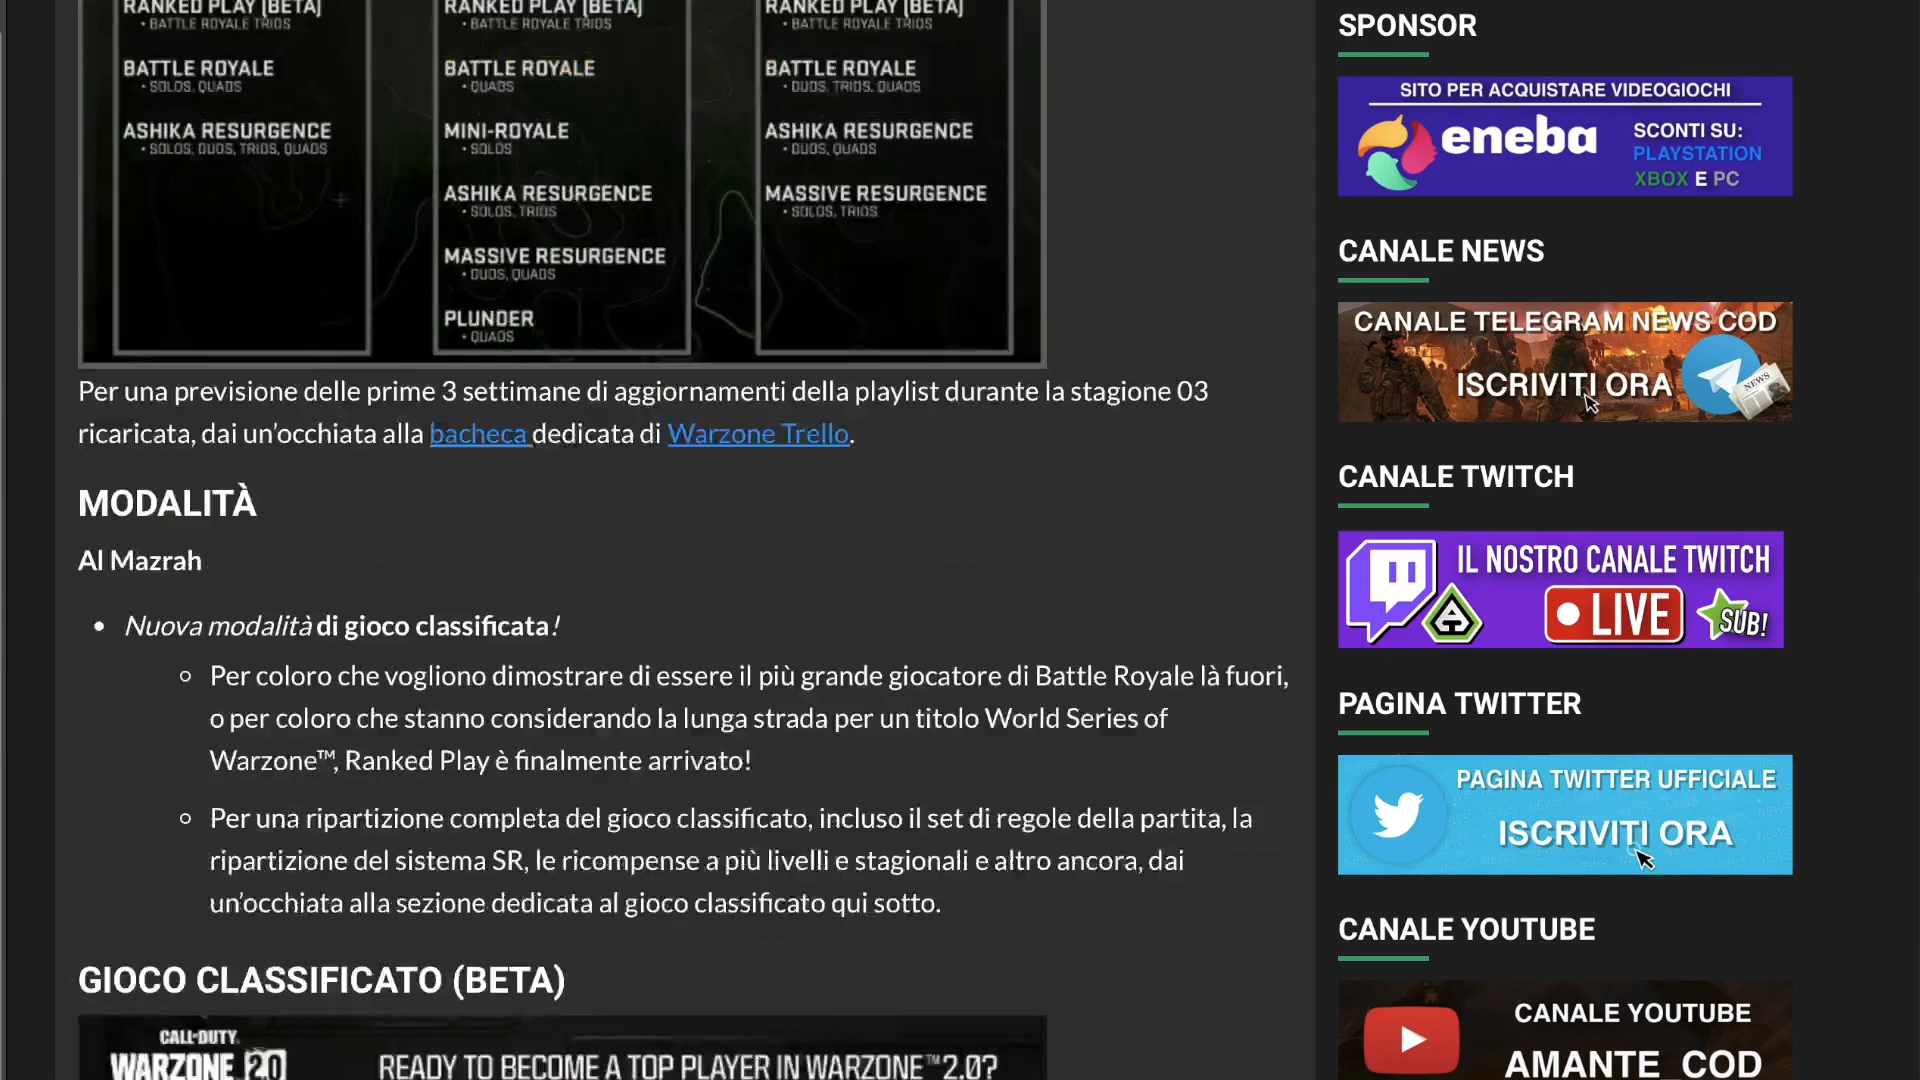 RANKED PLAY (BETA)
• BATTLE ROYALE TRIOS
BATTLE ROYALE
• SOLOS, QUADS
ASHIKA RESURGENCE
• SOLOS, DUOS, TRIOS, QUADS
RANKED PLAY (BETA)
• BATTLE ROYALE TRIOS
BATTLE ROYALE
• QUADS
MINI-ROYALE
• SOLOS
ASHIKA RESURGENCE
• SOLOS, TRIOS
MASSIVE RESURGENCE
• DUOS, QUADS
PLUNDER
• QUADS
RANKED PLAY (BETA)
• BATTLE ROYALE TRIOS
BATTLE ROYALE
• DUOS, TRIOS, QUADS
ASHIKA RESURGENCE
• DUOS, QUADS
MASSIVE RESURGENCE
• SOLOS, TRIOS
Per una previsione delle prime 3 settimane di aggiornamenti della playlist durante la stagione 03
ricaricata, dai un’occhiata alla bacheca dedicata di Warzone Trello.
MODALITÀ
Al Mazrah
• Nuova modalità di gioco classificata!
◦ Per coloro che vogliono dimostrare di essere il più grande giocatore di Battle Royale là fuori,
o per coloro che stanno considerando la lunga strada per un titolo World Series of
Warzone™, Ranked Play è finalmente arrivato!
◦ Per una ripartizione completa del gioco classificato, incluso il set di regole della partita, la
ripartizione del sistema SR, le ricompense a più livelli e stagionali e altro ancora, dai
un’occhiata alla sezione dedicata al gioco classificato qui sotto.
GIOCO CLASSIFICATO (BETA)
CALL OF DUTY
WARZONE 2.0
READY TO BECOME A TOP PLAYER IN WARZONE™ 2.0?
SPONSOR
SITO PER ACQUISTARE VIDEOGIOCHI
eneba
SCONTI SU:
PLAYSTATION
XBOX E PC
CANALE NEWS
CANALE TELEGRAM NEWS COD
ISCRIVITI ORA
NEWS
CANALE TWITCH
IL NOSTRO CANALE TWITCH
LIVE
SUB!
PAGINA TWITTER
PAGINA TWITTER UFFICIALE
ISCRIVITI ORA
CANALE YOUTUBE
CANALE YOUTUBE
AMANTE_COD